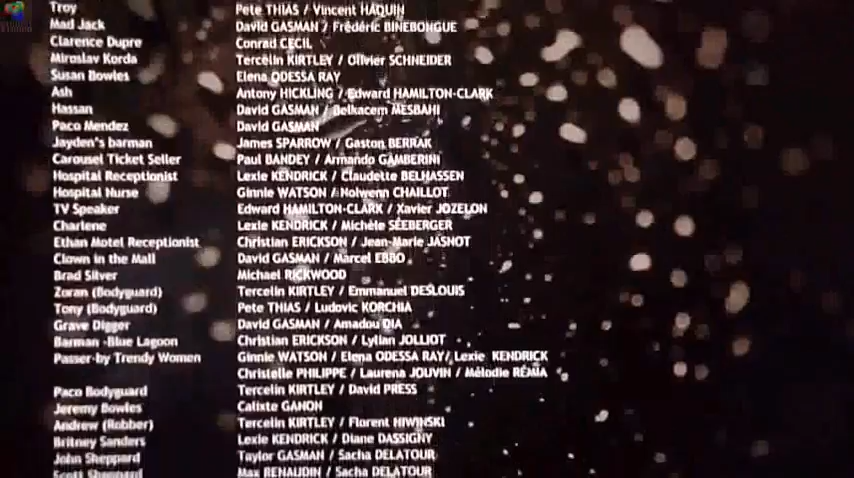 Troy Pete THIAS / Vincent HAQUIN
Mad Jack David GASMAN / Frédéric BINEBONGUE
Clarence Dupre Conrad CECIL
Miroslav Korda Tercelin KIRTLEY / Olivier SCHNEIDER
Susan Bowles Elena ODESSA RAY
Ash Antony HICKLING / Edward HAMILTON-CLARK
Hassan David GASMAN / Belkacem MESBAHI
Paco Mendez David GASMAN
Jayden's barman James SPARROW / Gaston BERRAK
Carousel Ticket Seller Paul BANDEY / Armando GAMBERINI
Hospital Receptionist Lexie KENDRICK / Claudette BELHASSEN
Hospital Nurse Ginnie WATSON / Nolwenn CHAILLOT
TV Speaker Edward HAMILTON-CLARK / Xavier JOZELON
Charlene Lexie KENDRICK / Michèle SEEBERGER
Ethan Motel Receptionist Christian ERICKSON / Jean-Marie JASNOT
Clown in the Mall David GASMAN / Marcel EBBO
Brad Silver Michael RICKWOOD
Zoran (Bodyguard) Tercelin KIRTLEY / Emmanuel DESLOUIS
Tony (Bodyguard) Pete THIAS / Ludovic KORCHIA
Grave Digger David GASMAN / Amadou DIA
Barman -Blue Lagoon Christian ERICKSON / Lylian JOLLIOT
Passer-by Trendy Women Ginnie WATSON / Elena ODESSA RAY/ Lexie KENDRICK
Christelle PHILIPPE / Laurena JOUVIN / Mélodie REMIA
Paco Bodyguard Tercelin KIRTLEY / David PRESS
Jeremy Bowles Calixte GANON
Andrew (Robber) Tercelin KIRTLEY / Florent HIWINSKI
Britney Sanders Lexie KENDRICK / Diane DASSIGNY
John Sheppard Taylor GASMAN / Sacha DELATOUR
Scott Sheppard Max RENAUDIN / Sacha DELATOUR